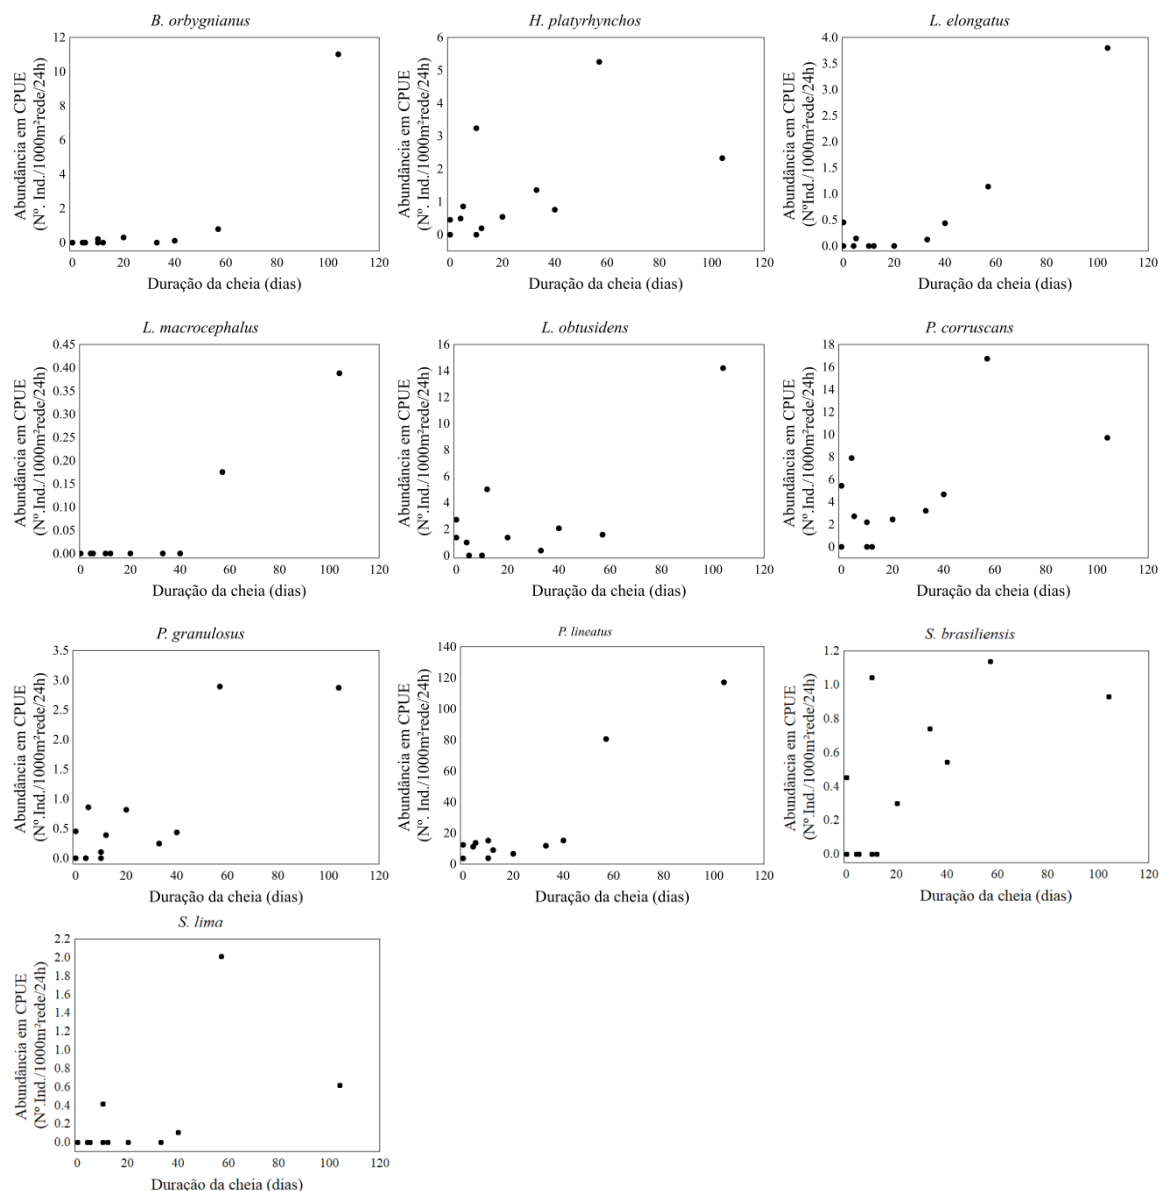 B. orbygnianus
Abundância em CPUE
(Nº. Ind./1000m²rede/24h)
12
10
8
6
4
2
0
0 20 40 60 80 100 120
Duração da cheia (dias)
H. platyrhynchos
Abundância em CPUE
(Nº. Ind./1000m²rede/24h)
6
5
4
3
2
1
0
0 20 40 60 80 100 120
Duração da cheia (dias)
L. elongatus
Abundância em CPUE
(NºInd./1000m²rede/24h)
4.0
3.5
3.0
2.5
2.0
1.5
1.0
0.5
0.0
0 20 40 60 80 100 120
Duração da cheia (dias)
L. macrocephalus
Abundância em CPUE
(Nº.Ind./1000m²rede/24h)
0.45
0.40
0.35
0.30
0.25
0.20
0.15
0.10
0.05
0.00
0 20 40 60 80 100 120
Duração da cheia (dias)
L. obtusidens
Abundância em CPUE
(Nº.Ind./1000m²rede/24h)
16
14
12
10
8
6
4
2
0
0 20 40 60 80 100 120
Duração da cheia (dias)
P. corruscans
Abundância em CPUE
(Nº.Ind./1000m²rede/24h)
18
16
14
12
10
8
6
4
2
0
0 20 40 60 80 100 120
Duração da cheia (dias)
P. granulosus
Abundância em CPUE
(Nº.Ind./1000m²rede/24h)
3.5
3.0
2.5
2.0
1.5
1.0
0.5
0.0
0 20 40 60 80 100 120
Duração da cheia (dias)
P. lineatus
Abundância em CPUE
(Nº. Ind./1000m²rede/24h)
140
120
100
80
60
40
20
0
0 20 40 60 80 100 120
Duração da cheia (dias)
S. brasiliensis
Abundância em CPUE
(Nº.Ind./1000m²rede/24h)
1.2
1.0
0.8
0.6
0.4
0.2
0.0
0 20 40 60 80 100 120
Duração da cheia (dias)
S. lima
Abundância em CPUE
(Nº.Ind./1000m²rede/24h)
2.2
2.0
1.8
1.6
1.4
1.2
1.0
0.8
0.6
0.4
0.2
0.0
0 20 40 60 80 100 120
Duração da cheia (dias)